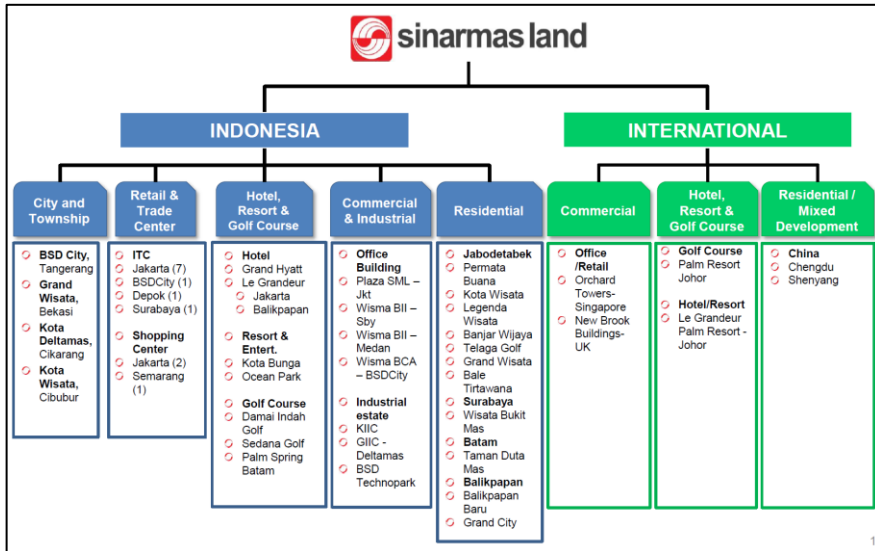 sinarmas land
INDONESIA
INTERNATIONAL
City and
Township
Retail &
Trade
Center
Hotel,
Resort &
Golf Course
Commercial
& Industrial
Residential
Commercial
Hotel,
Resort &
Golf Course
Residential /
Mixed
Development
BSD City,
Tangerang
Grand
Wisata,
Bekasi
Kota
Deltamas,
Cikarang
Kota
Wisata,
Cibubur
ITC
Jakarta (7)
BSDCity (1)
Depok (1)
Surabaya (1)
Shopping
Center
Jakarta (2)
Semarang
(1)
Hotel
Grand Hyatt
Le Grandeur
Jakarta
Balikpapan
Resort &
Entert.
Kota Bunga
Ocean Park
Golf Course
Damai Indah
Golf
Sedana Golf
Palm Spring
Batam
Office
Building
Plaza SML –
Jkt
Wisma BII –
Sby
Wisma BII –
Medan
Wisma BCA
– BSDCity
Industrial
estate
KIIC
GIIC -
Deltamas
BSD
Technopark
Jabodetabek
Permata
Buana
Kota Wisata
Legenda
Wisata
Banjar Wijaya
Telaga Golf
Grand Wisata
Bale
Tirtawana
Surabaya
Wisata Bukit
Mas
Batam
Taman Duta
Mas
Balikpapan
Balikpapan
Baru
Grand City
Office
/Retail
Orchard
Towers-
Singapore
New Brook
Buildings-
UK
Golf Course
Palm Resort
Johor
Hotel/Resort
Le Grandeur
Palm Resort -
Johor
China
Chengdu
Shenyang
1